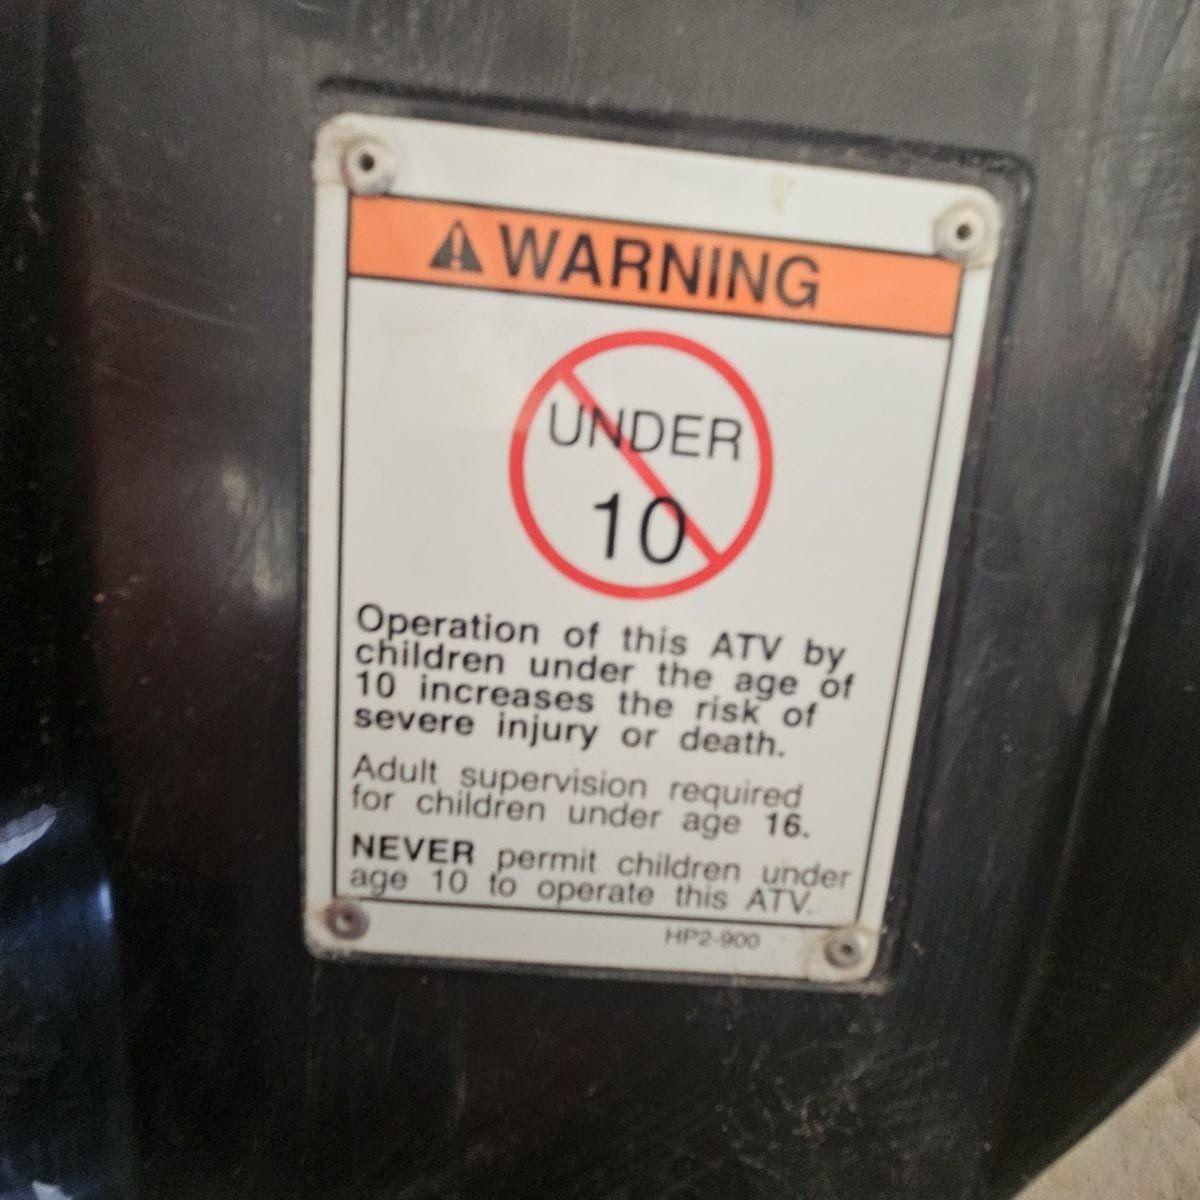 WARNING
UNDER
10
Operation of this ATV by
children under the age of
10 increases the risk of
severe injury or death.
Adult supervision required
for children under age 16.
NEVER permit children under
age 10 to operate this ATV.
HP2-900